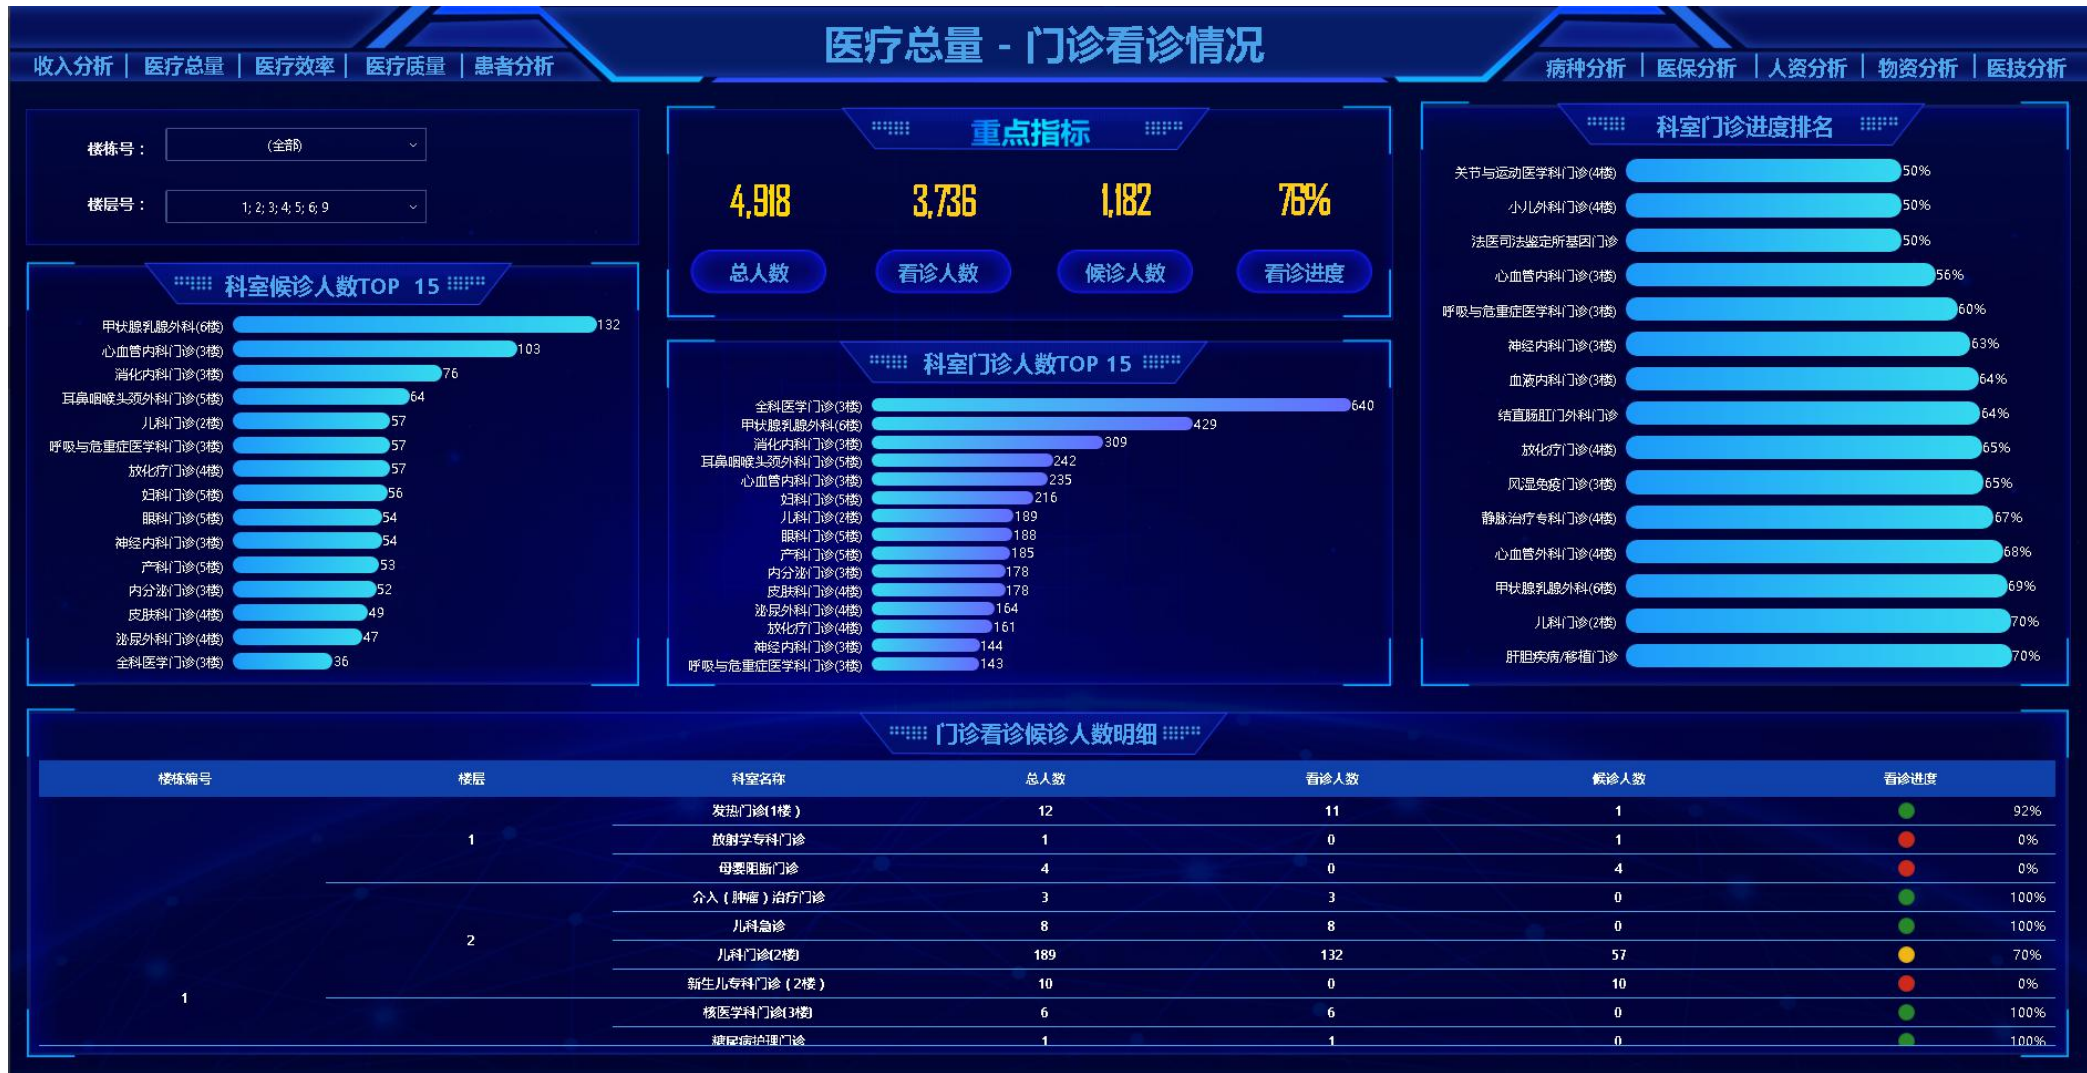 医疗总量 - 门诊看诊情况
收入分析 | 医疗总量 | 医疗效率 | 医疗质量 | 患者分析
病种分析 | 医保分析 | 人资分析 | 物资分析 | 医技分析
楼栋号： (全部)
楼层号： 1; 2; 3; 4; 5; 6; 9
科室候诊人数TOP 15
甲状腺乳腺外科(6楼) 132
心血管内科门诊(3楼) 103
消化内科门诊(3楼) 76
耳鼻咽喉头颈外科门诊(5楼) 64
儿科门诊(2楼) 57
呼吸与危重症医学科门诊(3楼) 57
放化疗门诊(4楼) 57
妇科门诊(5楼) 56
眼科门诊(5楼) 54
神经内科门诊(3楼) 54
产科门诊(5楼) 53
内分泌门诊(3楼) 52
皮肤科门诊(4楼) 49
泌尿外科门诊(4楼) 47
全科医学门诊(3楼) 36
重点指标
4,918 3,736 1,182 76%
总人数 看诊人数 候诊人数 看诊进度
科室门诊人数TOP 15
全科医学门诊(3楼) 640
甲状腺乳腺外科(6楼) 429
消化内科门诊(3楼) 309
耳鼻咽喉头颈外科门诊(5楼) 242
心血管内科门诊(3楼) 235
妇科门诊(5楼) 216
儿科门诊(2楼) 189
眼科门诊(5楼) 188
产科门诊(5楼) 185
内分泌门诊(3楼) 178
皮肤科门诊(4楼) 178
泌尿外科门诊(4楼) 164
放化疗门诊(4楼) 161
神经内科门诊(3楼) 144
呼吸与危重症医学科门诊(3楼) 143
科室门诊进度排名
关节与运动医学科门诊(4楼) 50%
小儿外科门诊(4楼) 50%
法医司法鉴定所基因门诊 50%
心血管内科门诊(3楼) 56%
呼吸与危重症医学科门诊(3楼) 60%
神经内科门诊(3楼) 63%
血液内科门诊(3楼) 64%
结直肠肛门外科门诊 64%
放化疗门诊(4楼) 65%
风湿免疫门诊(3楼) 65%
静脉治疗专科门诊(4楼) 67%
心血管外科门诊(4楼) 68%
甲状腺乳腺外科(6楼) 69%
儿科门诊(2楼) 70%
肝胆疾病/移植门诊 70%
门诊看诊候诊人数明细
楼栋编号 楼层 科室名称 总人数 看诊人数 候诊人数 看诊进度
发热门诊(1楼） 12 11 1 92%
1 放射学专科门诊 1 0 1 0%
母婴阻断门诊 4 0 4 0%
介入（肿瘤）治疗门诊 3 3 0 100%
儿科急诊 8 8 0 100%
2
儿科门诊(2楼) 189 132 57 70%
新生儿专科门诊（2楼） 10 0 10 0%
1
核医学科门诊(3楼) 6 6 0 100%
糖尿病护理门诊 1 1 0 100%